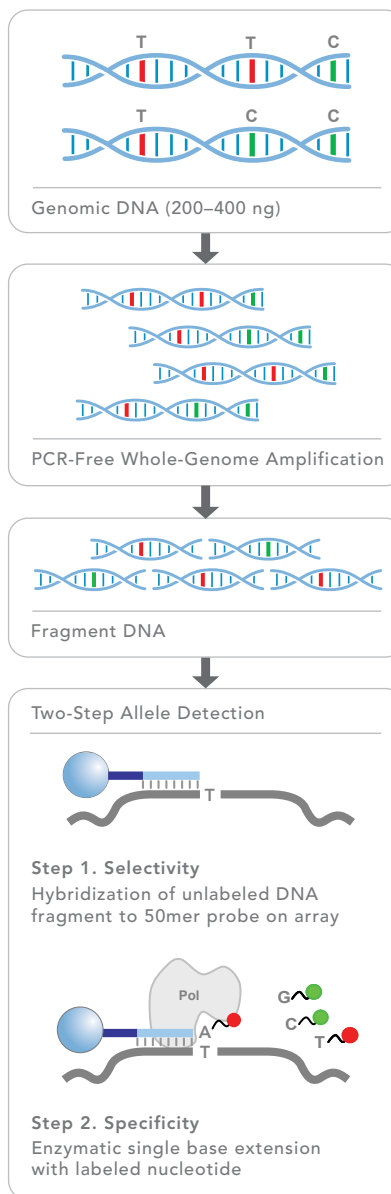 T T C
T C C
Genomic DNA (200–400 ng)
PCR-Free Whole-Genome Amplification
Fragment DNA
Two-Step Allele Detection
T
Step 1. Selectivity
Hybridization of unlabeled DNA
fragment to 50mer probe on array
Pol
G
A
C
T
T
Step 2. Specificity
Enzymatic single base extension
with labeled nucleotide